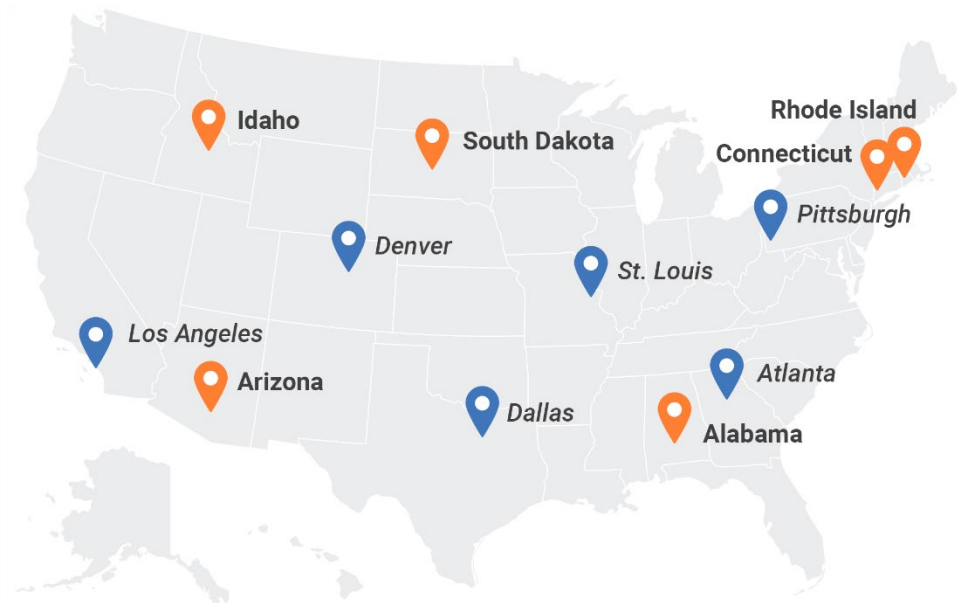 Rhode Island
Idaho
South Dakota
Connecticut
Pittsburgh
Denver
St. Louis
Los Angeles
Atlanta
Arizona
Dallas
Alabama